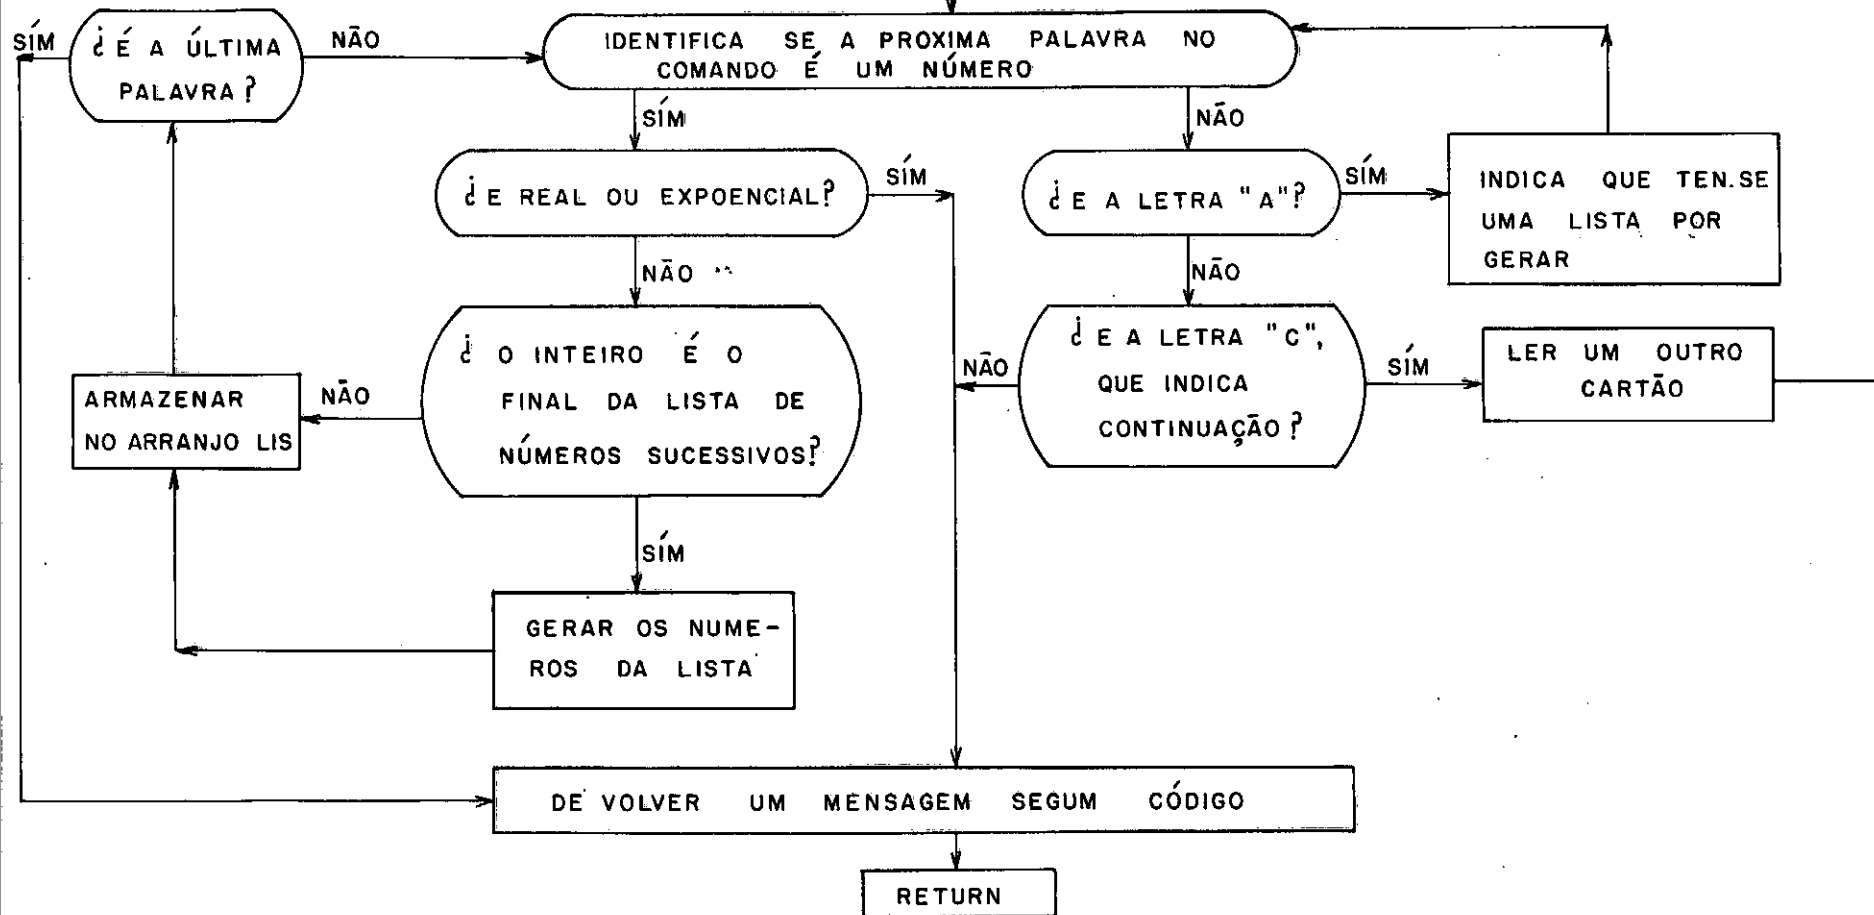 SÍM
¿ É A ÚLTIMA
PALAVRA?
NÃO
IDENTIFICA SE A PROXIMA PALAVRA NO
COMANDO É UM NÚMERO
SÍM
NÃO
¿ E REAL OU EXPOENCIAL?
SÍM
¿ E A LETRA "A"?
SÍM
INDICA QUE TEN.SE
UMA LISTA POR
GERAR
NÃO
NÃO
¿ O INTEIRO É O
FINAL DA LISTA DE
NÚMEROS SUCESSIVOS?
NÃO
ARMAZENAR
NO ARRANJO LIS
¿ E A LETRA "C",
QUE INDICA
CONTINUAÇÃO?
NÃO
SÍM
LER UM OUTRO
CARTÃO
SÍM
GERAR OS NUME-
ROS DA LISTA
DE VOLVER UM MENSAGEM SEGUM CÓDIGO
RETURN